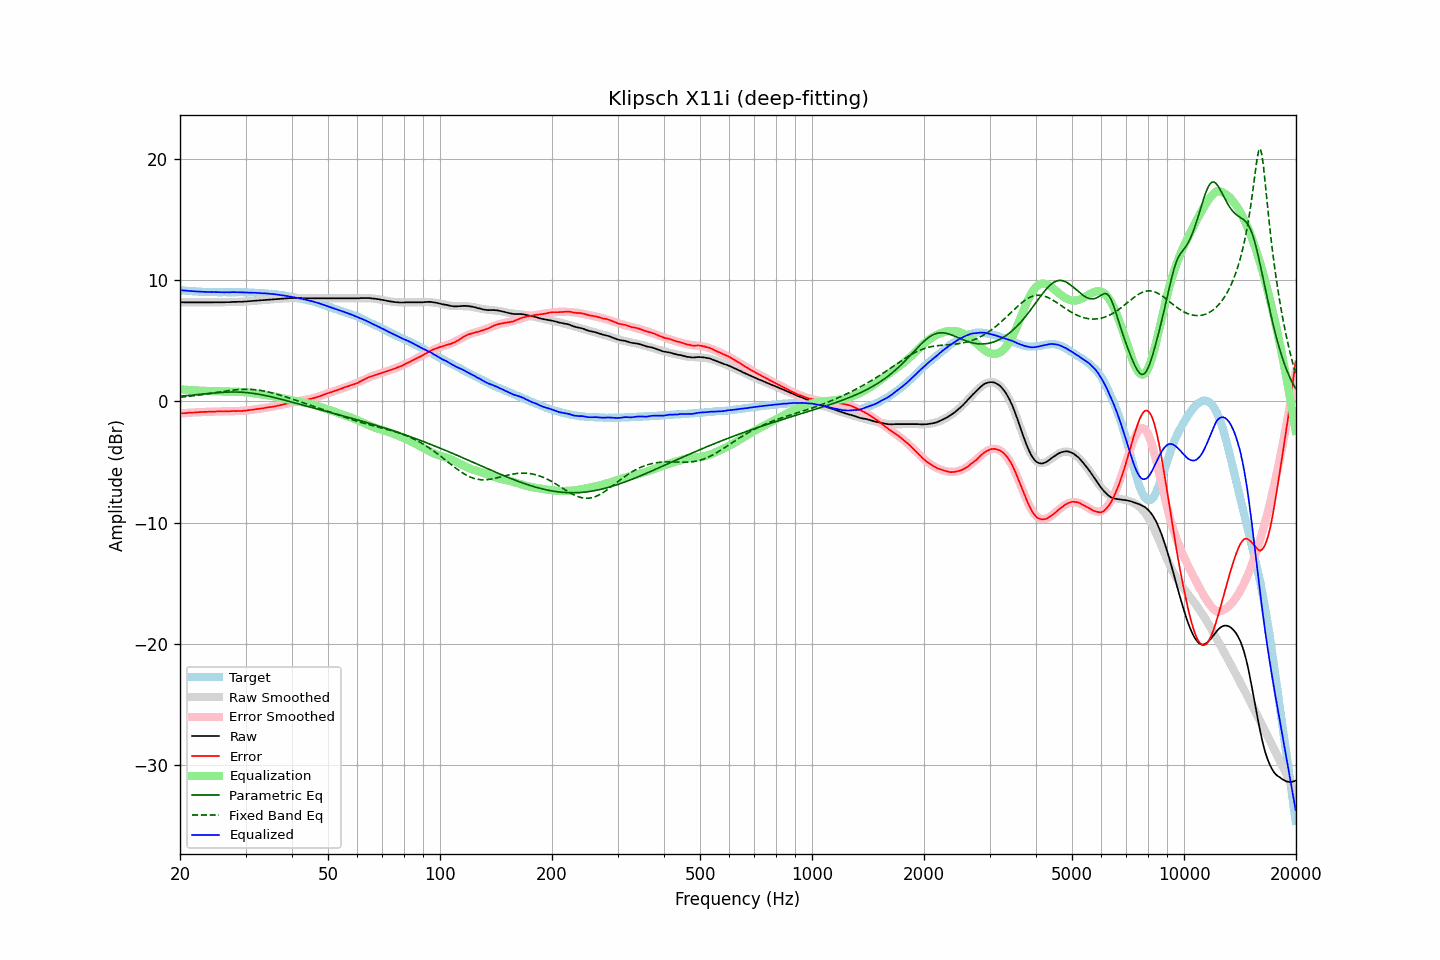 Klipsch X11i (deep-fitting)
Amplitude (dBr)
20
10
0
−10
−20
−30
Target
Raw Smoothed
Error Smoothed
Raw
Error
Equalization
Parametric Eq
Fixed Band Eq
Equalized
20 50 100 200 500 1000 2000 5000 10000 20000
Frequency (Hz)